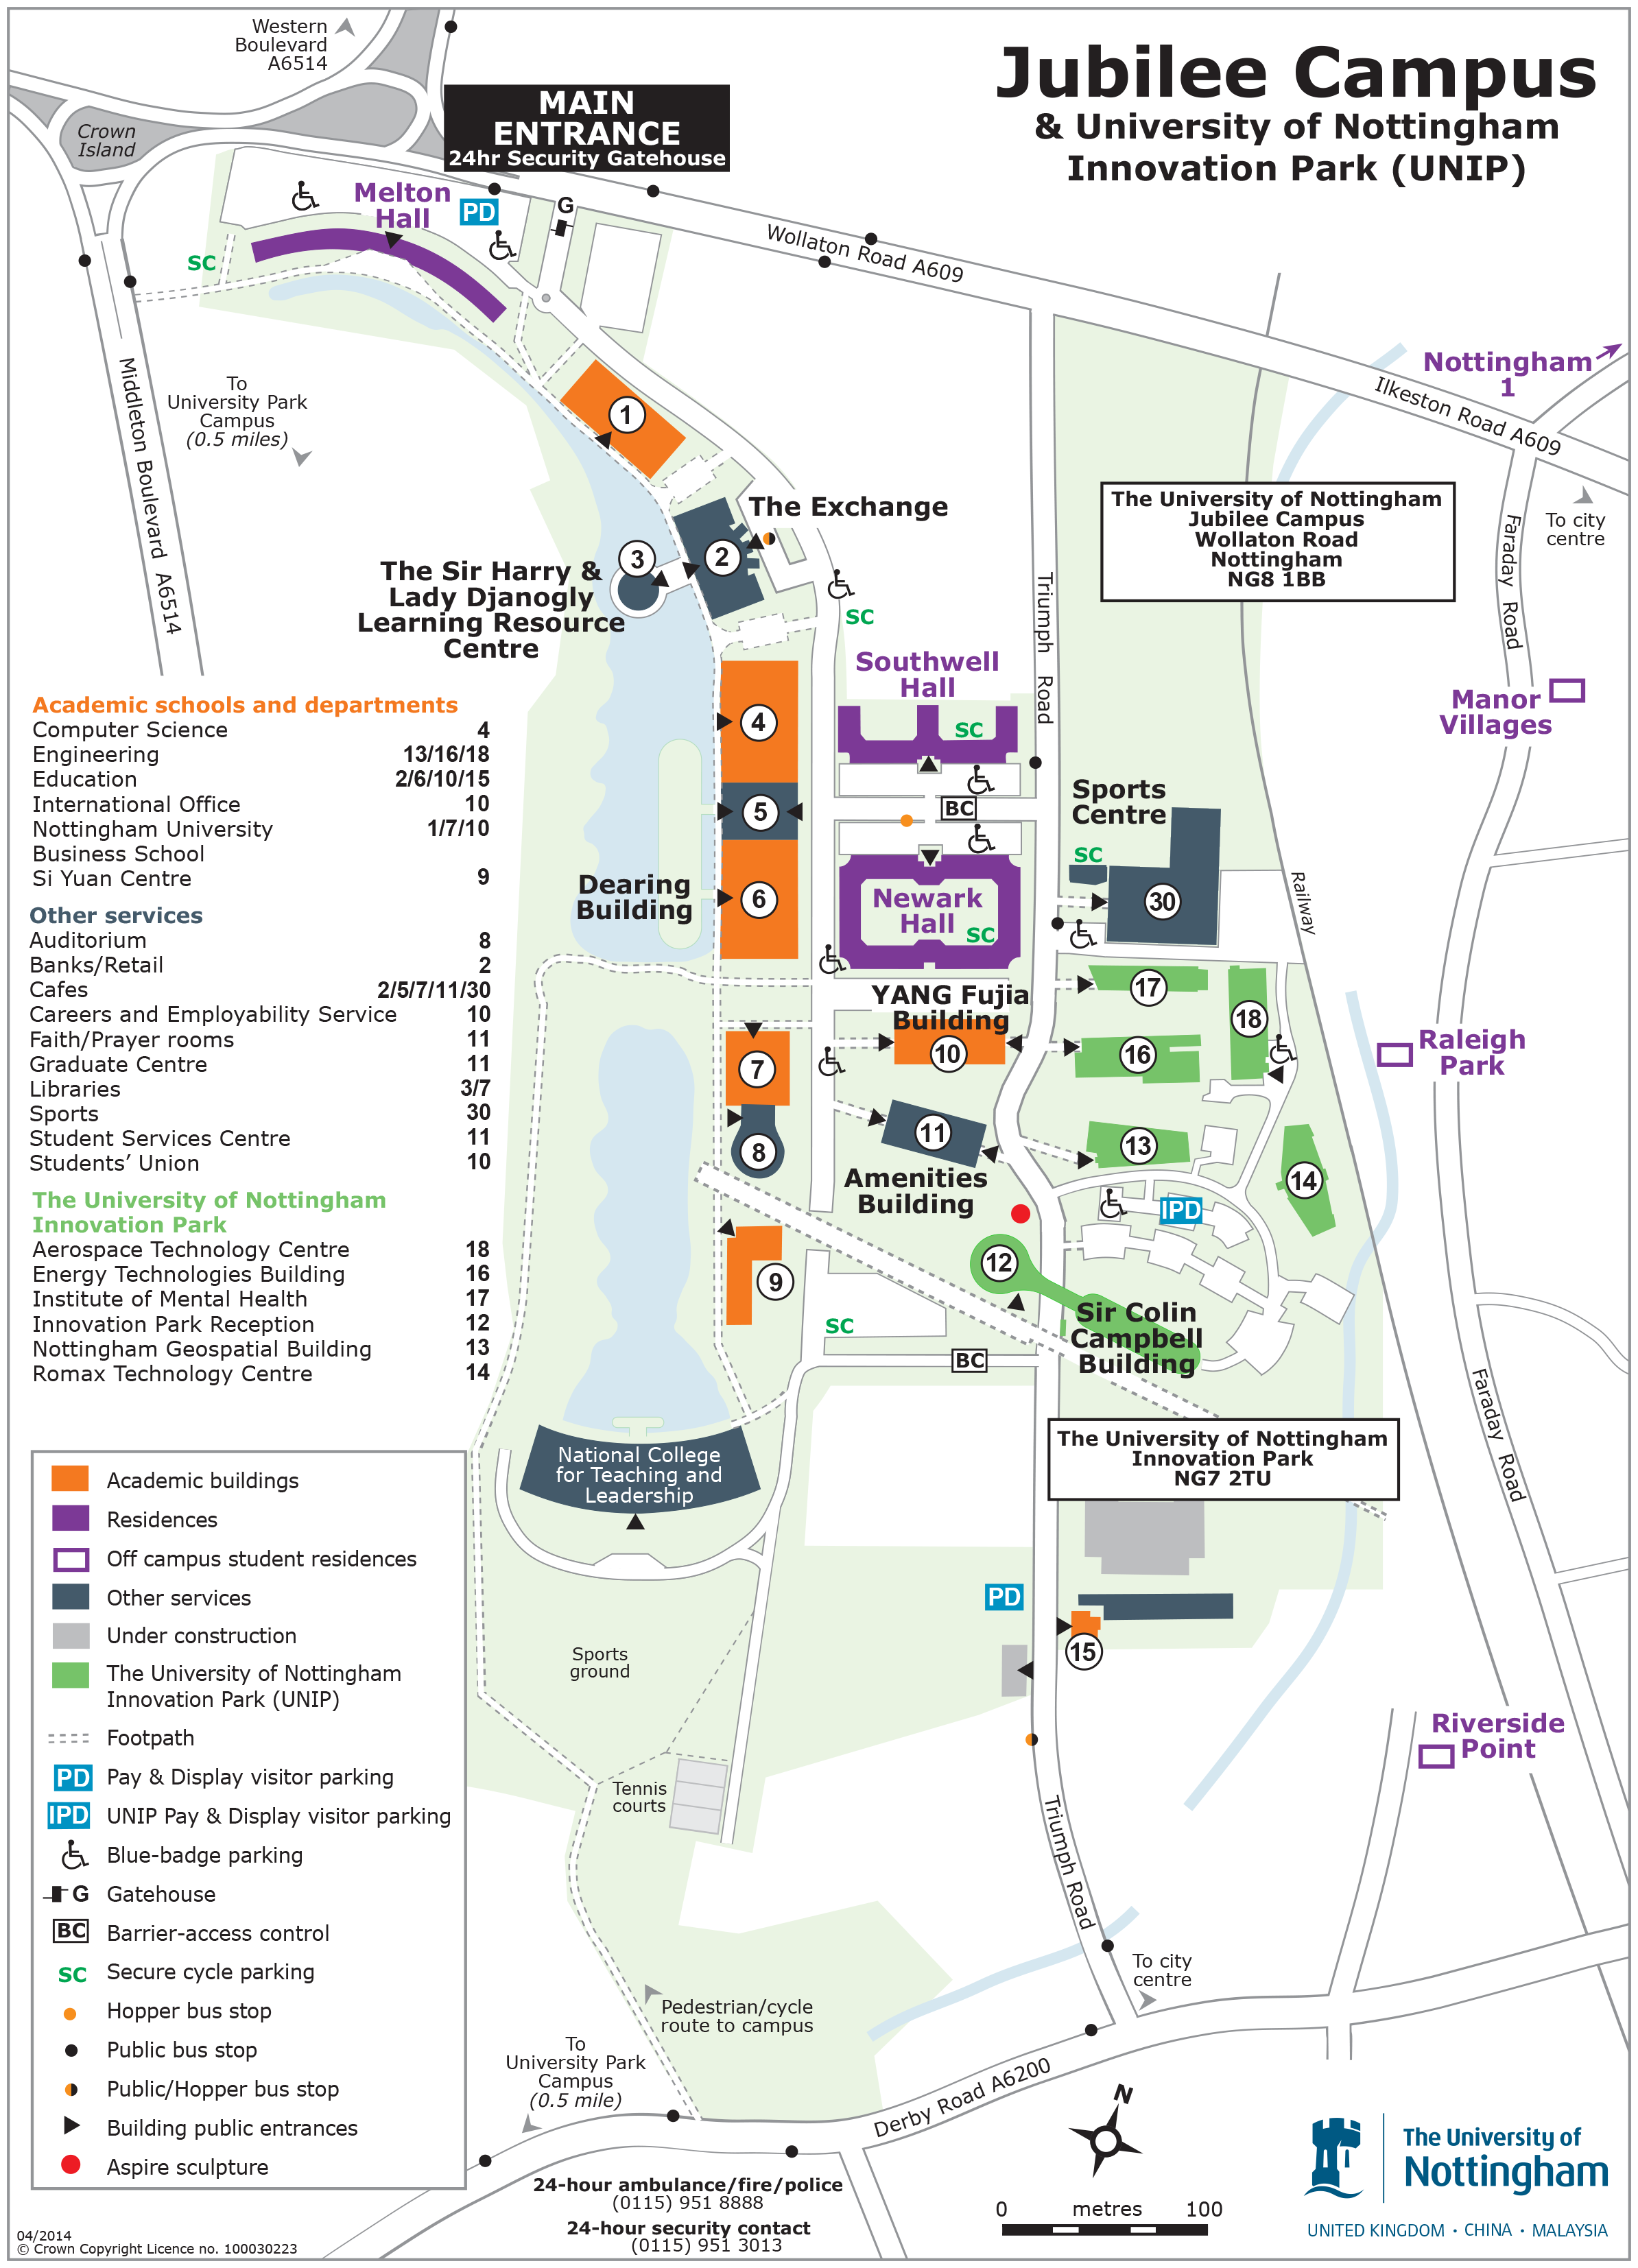 Western
Boulevard
A6514
Crown
Island
MAIN
ENTRANCE
24hr Security Gatehouse
Jubilee Campus
& University of Nottingham
Innovation Park (UNIP)
Melton
Hall
PD
G
SC
Wollaton Road A609
Middleton Boulevard A6514
To
University Park
Campus
(0.5 miles)
Nottingham
1
Ilkeston Road A609
To city
centre
Faraday Road
1
The Exchange
2
3
The Sir Harry &
Lady Djanogly
Learning Resource
Centre
SC
Triumph Road
The University of Nottingham
Jubilee Campus
Wollaton Road
Nottingham
NG8 1BB
Southwell
Hall
SC
Manor
Villages
4
BC
5
Sports
Centre
SC
30
Dearing
Building
6
Newark
Hall
SC
Railway
YANG Fujia
Building
10
17
18
16
Raleigh
Park
7
8
11
Amenities
Building
13
14
IPD
12
Sir Colin
Campbell
Building
9
SC
BC
Faraday Road
National College
for Teaching and
Leadership
The University of Nottingham
Innovation Park
NG7 2TU
PD
15
Sports
ground
Tennis
courts
Riverside
Point
Triumph Road
To city
centre
Pedestrian/cycle
route to campus
To
University Park
Campus
(0.5 mile)
Derby Road A6200
N
Academic schools and departments
Computer Science 4
Engineering 13/16/18
Education 2/6/10/15
International Office 10
Nottingham University 1/7/10
Business School
Si Yuan Centre 9
Other services
Auditorium 8
Banks/Retail 2
Cafes 2/5/7/11/30
Careers and Employability Service 10
Faith/Prayer rooms 11
Graduate Centre 11
Libraries 3/7
Sports 30
Student Services Centre 11
Students’ Union 10
The University of Nottingham
Innovation Park
Aerospace Technology Centre 18
Energy Technologies Building 16
Institute of Mental Health 17
Innovation Park Reception 12
Nottingham Geospatial Building 13
Romax Technology Centre 14
Academic buildings
Residences
Off campus student residences
Other services
Under construction
The University of Nottingham
Innovation Park (UNIP)
Footpath
PD Pay & Display visitor parking
IPD UNIP Pay & Display visitor parking
Blue-badge parking
G Gatehouse
BC Barrier-access control
SC Secure cycle parking
Hopper bus stop
Public bus stop
Public/Hopper bus stop
Building public entrances
Aspire sculpture
24-hour ambulance/fire/police
(0115) 951 8888
24-hour security contact
(0115) 951 3013
0 metres 100
The University of
Nottingham
UNITED KINGDOM · CHINA · MALAYSIA
04/2014
© Crown Copyright Licence no. 100030223